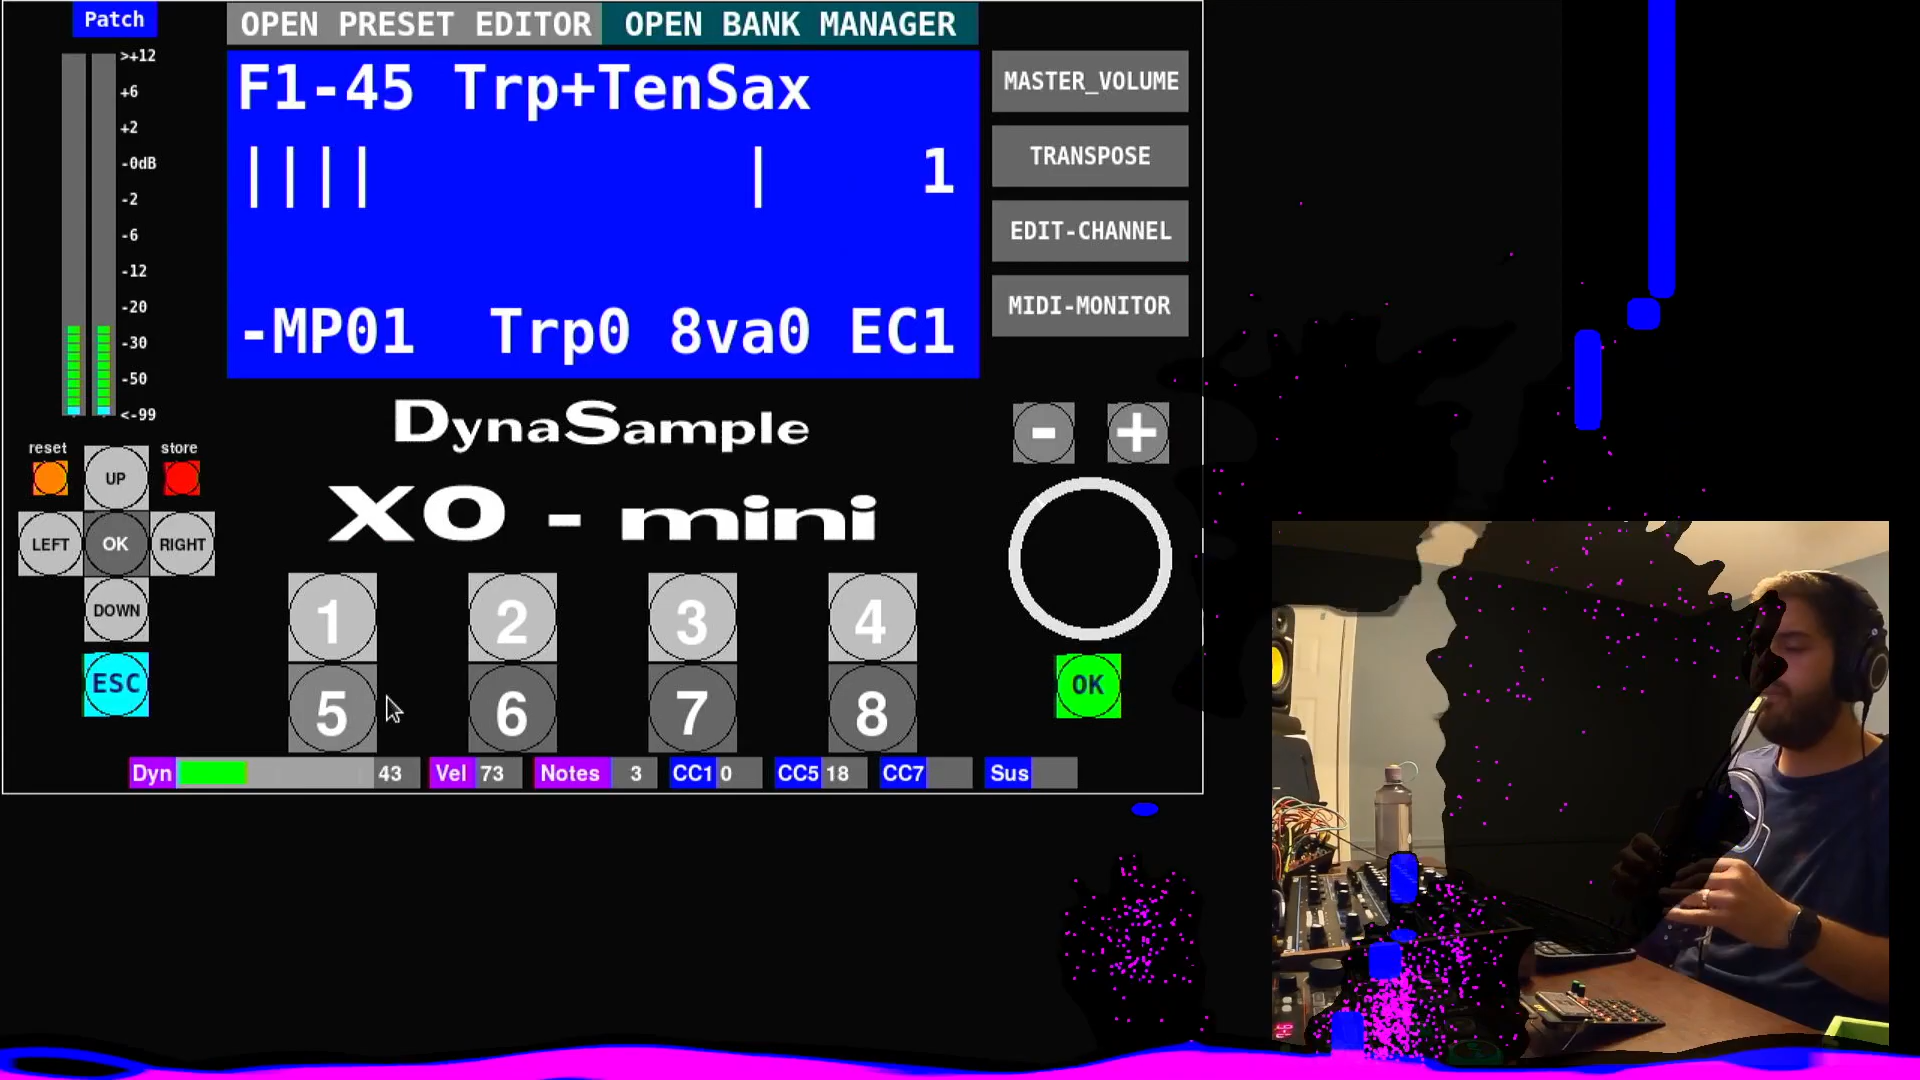 Patch
OPEN PRESET EDITOR
OPEN BANK MANAGER
>+12
+6
+2
-0dB
-2
-6
-12
-20
-30
-50
<-99
F1-45 Trp+TenSax
|||| | 1
-MP01 Trp0 8va0 EC1
MASTER_VOLUME
TRANSPOSE
EDIT-CHANNEL
MIDI-MONITOR
DynaSample
XO - mini
- +
reset
store
UP
LEFT
OK
RIGHT
DOWN
ESC
1 2 3 4
5 6 7 8
OK
Dyn 43 Vel 73 Notes 3 CC1 0 CC5 18 CC7 Sus